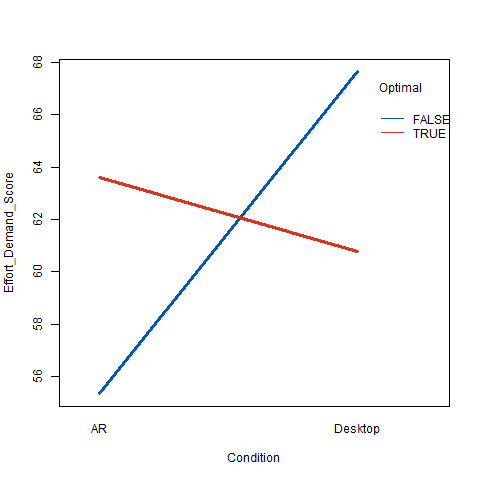 Optimal
FALSE
TRUE
68
66
64
62
60
58
56
Effort_Demand_Score
AR
Desktop
Condition